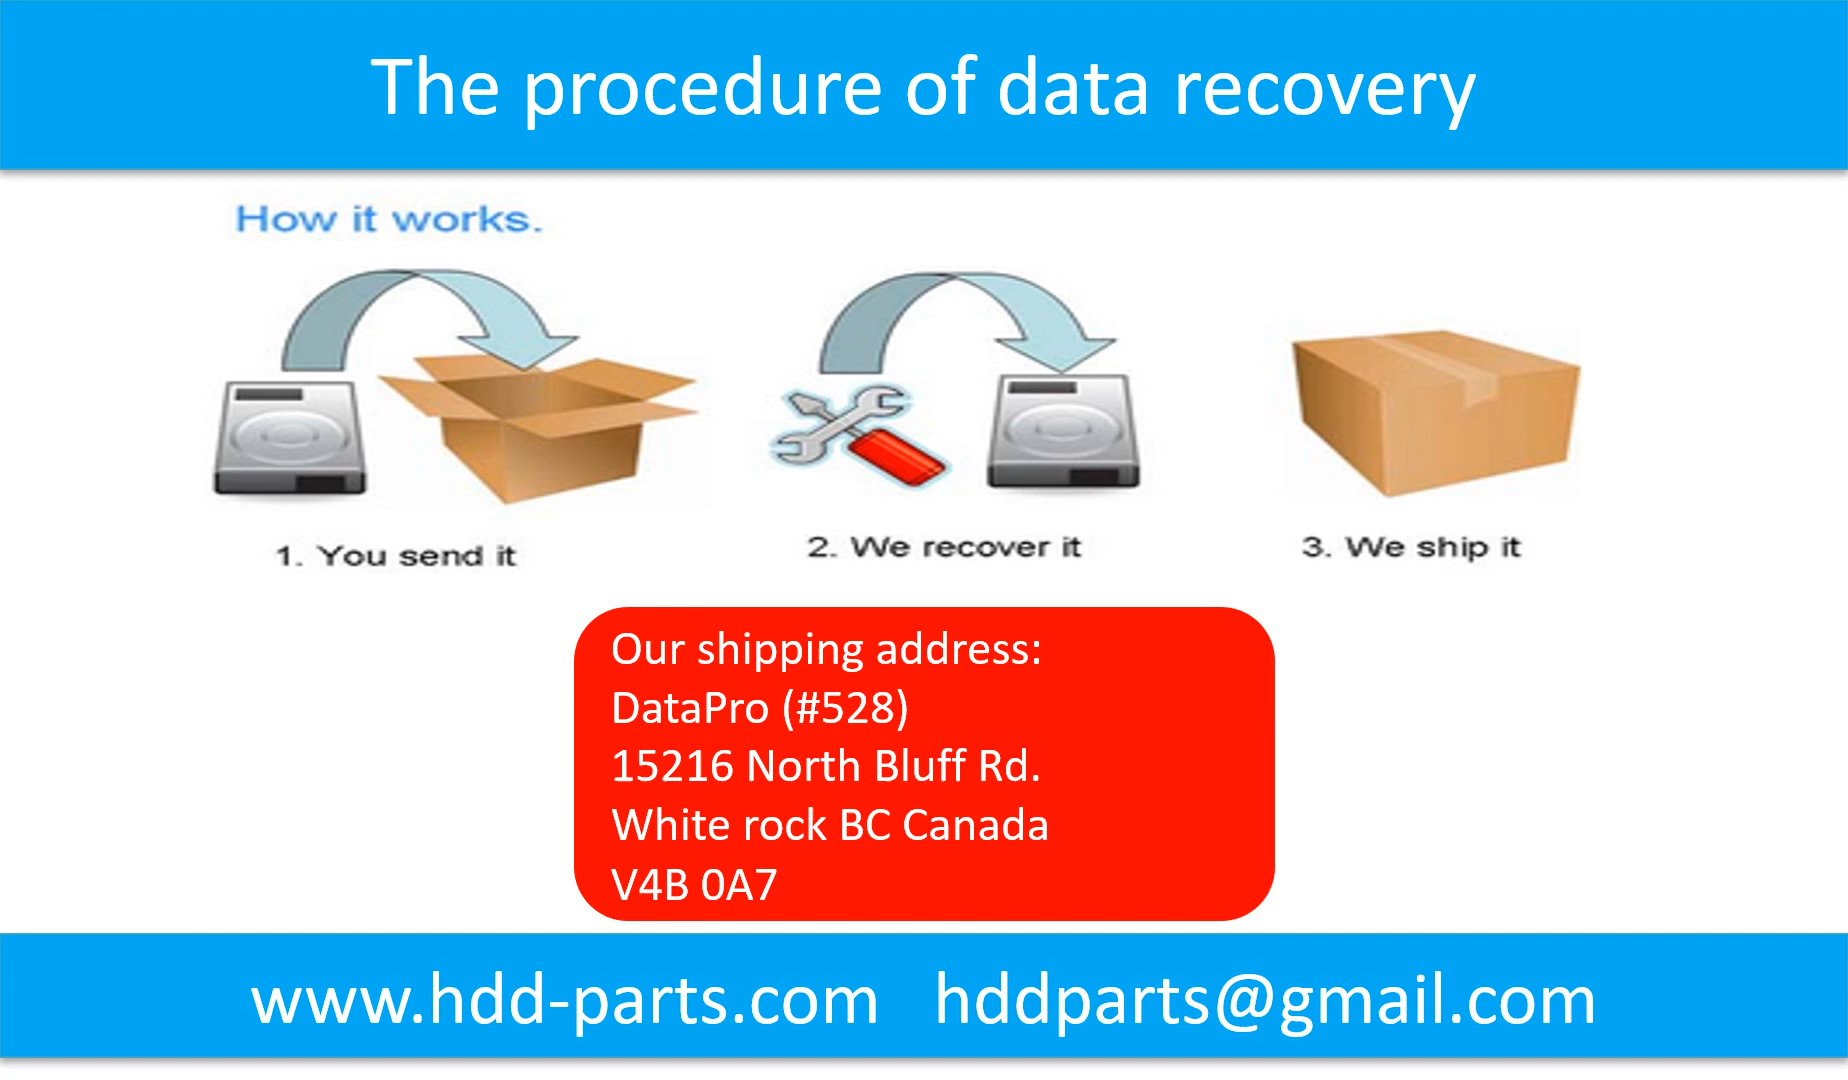 The procedure of data recovery
How it works.
1. You send it
2. We recover it
3. We ship it
Our shipping address:
DataPro (#528)
15216 North Bluff Rd.
White rock BC Canada
V4B 0A7
www.hdd-parts.com hddparts@gmail.com